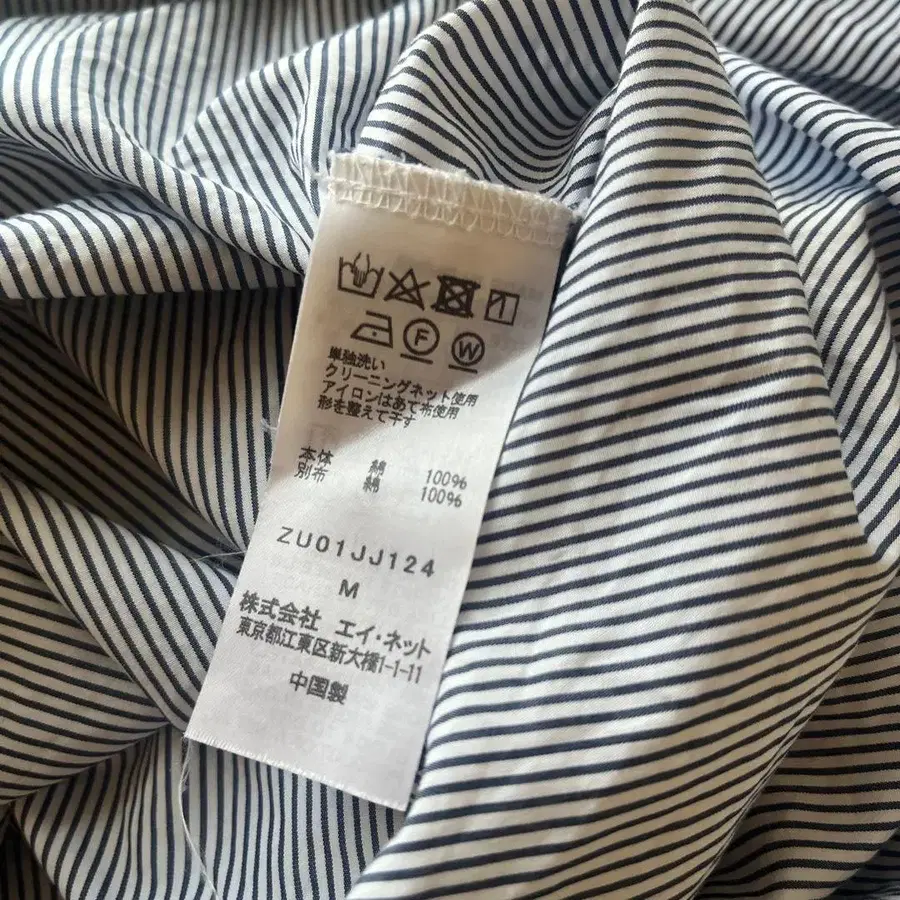 F W
単独洗い
クリーニングネット使用
アイロンはあて布使用
形を整えて干す
本体 綿 100%
別布 綿 100%
ZU01JJ124
M
株式会社 エイ・ネット
東京都江東区新大橋1-1-11
中国製